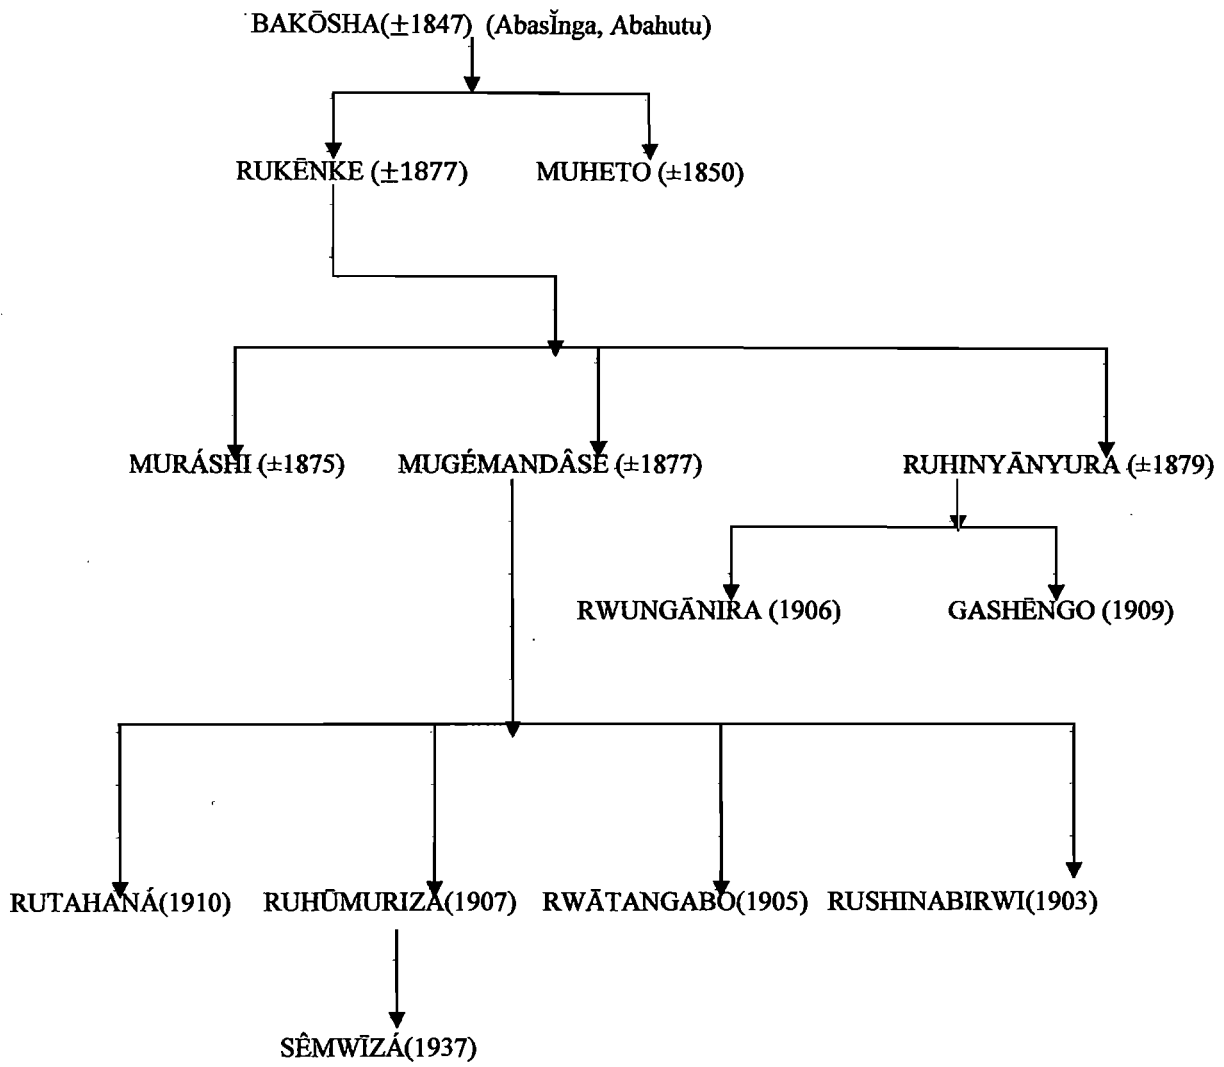 BAKŌSHA(±1847) (AbasǏnga, Abahutu)
RUKĒNKE (±1877) MUHETO (±1850)
MURÁSHI (±1875) MUGÉMANDÂSE (±1877) RUHINYĀNYURA (±1879)
RWUNGĀNIRA (1906) GASHĒNGO (1909)
RUTAHANÁ(1910) RUHŪMURIZA(1907) RWĀTANGABO(1905) RUSHINABIRWI(1903)
SÊMWĪZÁ(1937)